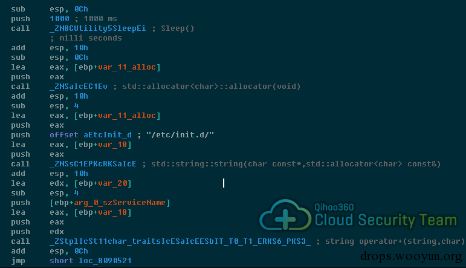 sub esp, 0Ch
push 1000 ; 1000 ms
call _ZN8CUtility5SleepEi ; Sleep()
; milli seconds
add esp, 10h
sub esp, 0Ch
lea eax, [ebp+var_11_alloc]
push eax
call _ZNSaIcEC1Ev ; std::allocator<char>::allocator(void)
add esp, 10h
sub esp, 4
lea eax, [ebp+var_11_alloc]
push eax
push offset aEtcInit_d ; "/etc/init.d/"
lea eax, [ebp+var_18]
push eax
call _ZNSsC1EPKcRKSaIcE ; std::string::string(char const*,std::allocator<char> const&)
add esp, 10h
lea edx, [ebp+var_20]
sub esp, 4
push [ebp+arg_0_szServiceName]
lea eax, [ebp+var_18]
push eax
push edx
call _ZStplIcSt11char_traitsIcESaIcEESbIT_T0_T1_ERKS6_PKS3_ ; string operator+(string,char)
add esp, 0Ch
jmp short loc_8098521
Qihoo360
Cloud Security Team
drops.wooyun.org